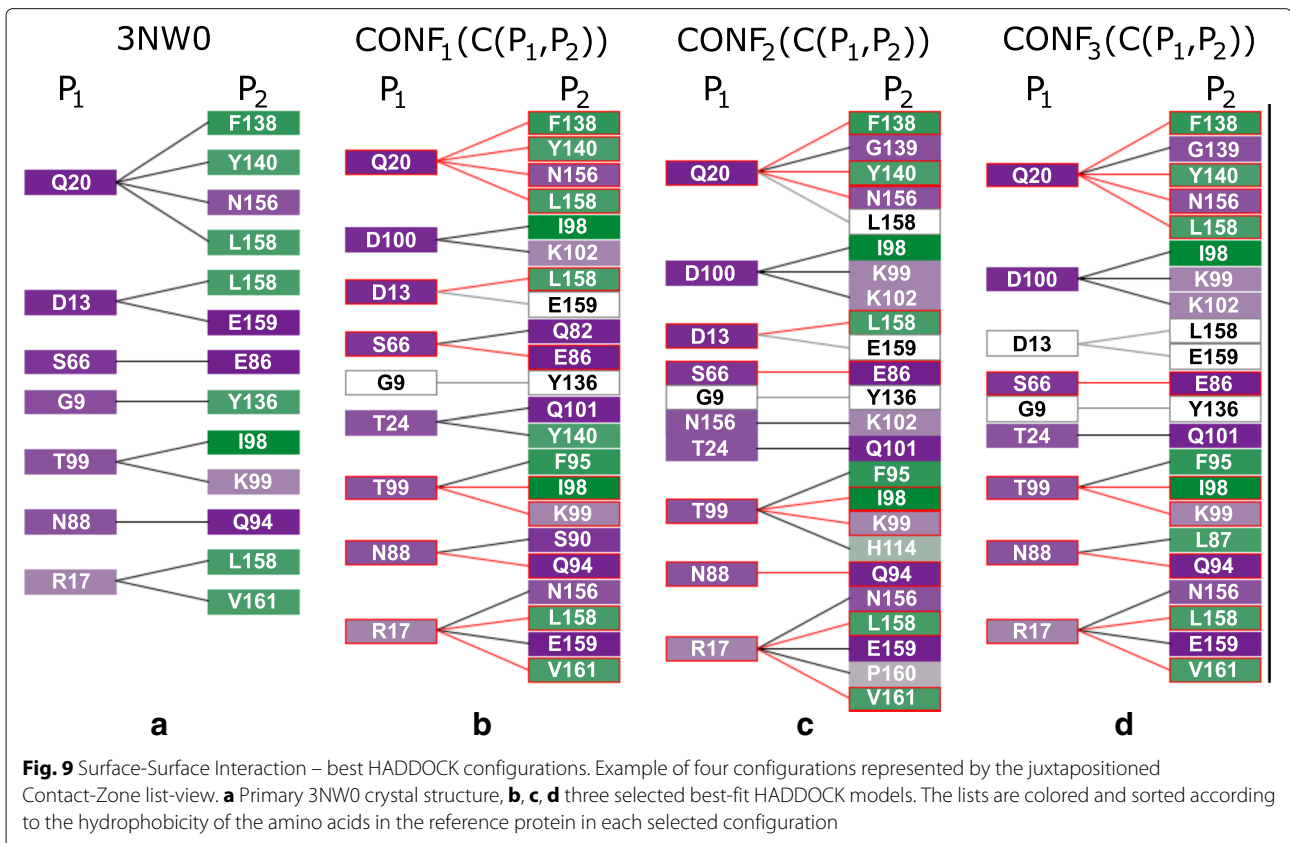 3NW0 CONF₁(C(P₁,P₂)) CONF₂(C(P₁,P₂)) CONF₃(C(P₁,P₂))
P₁ P₂
Q20
F138
Y140
N156
L158
D13
L158
E159
S66
E86
G9
Y136
T99
I98
K99
N88
Q94
R17
L158
V161
a
P₁ P₂
Q20
F138
Y140
N156
L158
D100
I98
K102
D13
L158
E159
S66
Q82
E86
G9
Y136
T24
Q101
Y140
T99
F95
I98
K99
N88
S90
Q94
R17
N156
L158
E159
V161
b
P₁ P₂
Q20
F138
G139
Y140
N156
L158
D100
I98
K99
K102
D13
L158
E159
S66
E86
G9
Y136
N156
K102
T24
Q101
T99
F95
I98
K99
H114
N88
Q94
R17
N156
L158
E159
P160
V161
c
P₁ P₂
Q20
F138
G139
Y140
N156
L158
D100
I98
K99
K102
D13
L158
E159
S66
E86
G9
Y136
T24
Q101
T99
F95
I98
K99
N88
L87
Q94
R17
N156
L158
E159
V161
d
Fig. 9 Surface-Surface Interaction – best HADDOCK configurations. Example of four configurations represented by the juxtapositioned
Contact-Zone list-view. a Primary 3NW0 crystal structure, b, c, d three selected best-fit HADDOCK models. The lists are colored and sorted according
to the hydrophobicity of the amino acids in the reference protein in each selected configuration